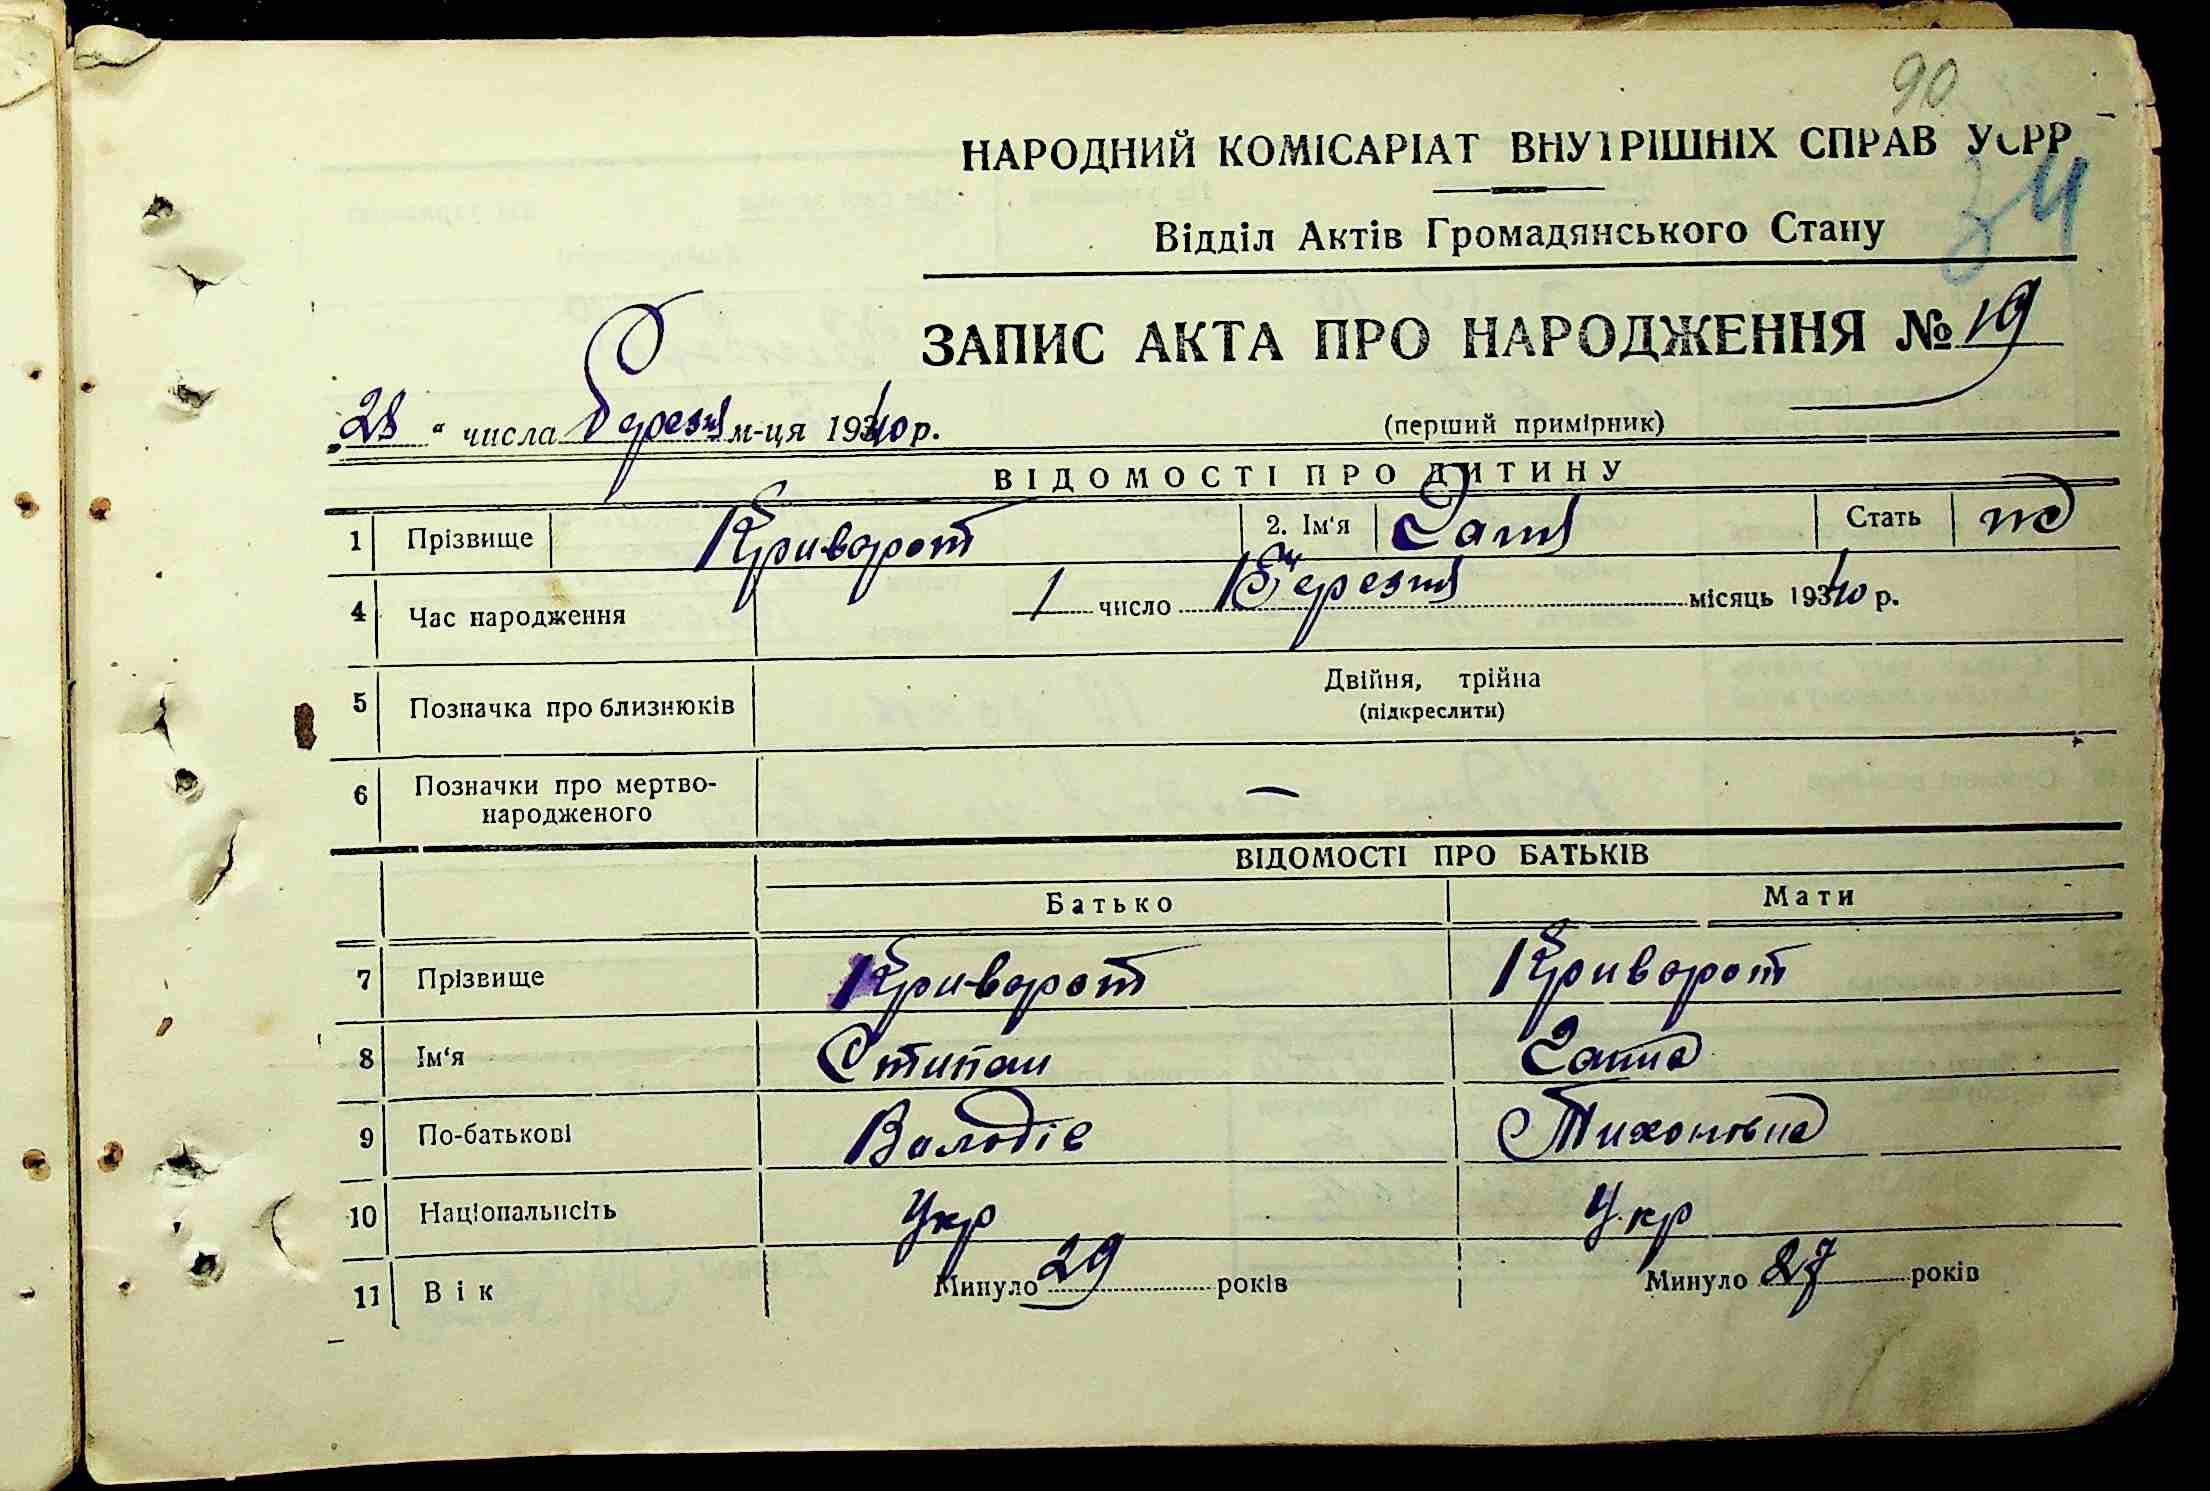 90
НАРОДНИЙ КОМІСАРІАТ ВНУТРІШНІХ СПРАВ УСРР
34
Відділ Актів Громадянського Стану
ЗАПИС АКТА ПРО НАРОДЖЕННЯ № 19
„28“ числа Березня м-ця 1940 р. (перший примірник)
ВІДОМОСТІ ПРО ДИТИНУ
1 Прізвище Криворот 2. Ім'я Стать
4 Час народження 1 число Березня місяць 1940 р.
5 Позначка про близнюків Двійня, трійна
(підкреслити)
6 Позначки про мертво-
народженого —
ВІДОМОСТІ ПРО БАТЬКІВ
Батько Мати
7 Прізвище Криворот Криворот
8 Ім'я Стипан
9 По-батькові Валодіє Тихоновна
10 Національність Укр Укр
11 Вік Минуло 29 років Минуло 27 років